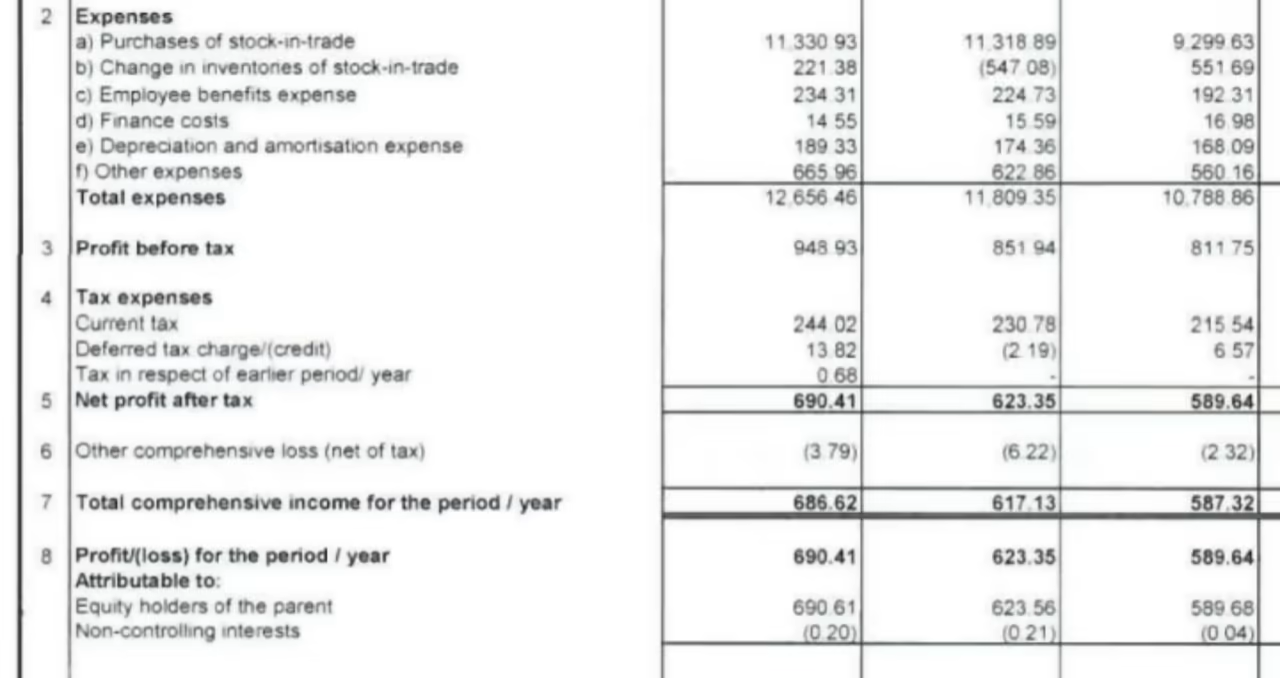 2 Expenses
a) Purchases of stock-in-trade 11,330.93 11,318.89 9,299.63
b) Change in inventories of stock-in-trade 221.38 (547.08) 551.69
c) Employee benefits expense 234.31 224.73 192.31
d) Finance costs 14.55 15.59 16.98
e) Depreciation and amortisation expense 189.33 174.36 168.09
f) Other expenses 665.96 622.86 560.16
Total expenses 12,656.46 11,809.35 10,788.86
3 Profit before tax 948.93 851.94 811.75
4 Tax expenses
Current tax 244.02 230.78 215.54
Deferred tax charge/(credit) 13.82 (2.19) 6.57
Tax in respect of earlier period/ year 0.68 - -
5 Net profit after tax 690.41 623.35 589.64
6 Other comprehensive loss (net of tax) (3.79) (6.22) (2.32)
7 Total comprehensive income for the period / year 686.62 617.13 587.32
8 Profit/(loss) for the period / year 690.41 623.35 589.64
Attributable to:
Equity holders of the parent 690.61 623.56 589.68
Non-controlling interests (0.20) (0.21) (0.04)